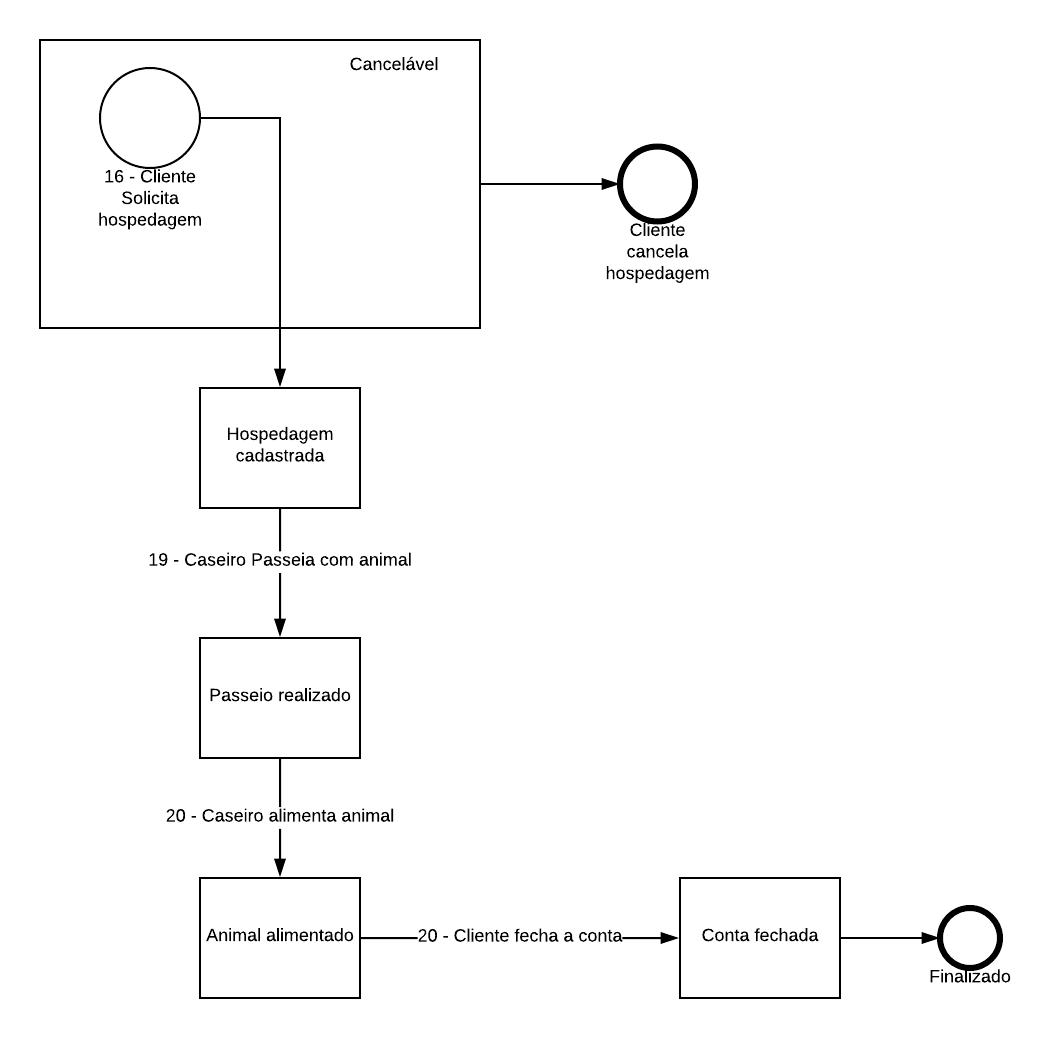 Cancelável
16 - Cliente
Solicita
hospedagem
Cliente
cancela
hospedagem
Hospedagem
cadastrada
19 - Caseiro Passeia com animal
Passeio realizado
20 - Caseiro alimenta animal
Animal alimentado
20 - Cliente fecha a conta
Conta fechada
Finalizado